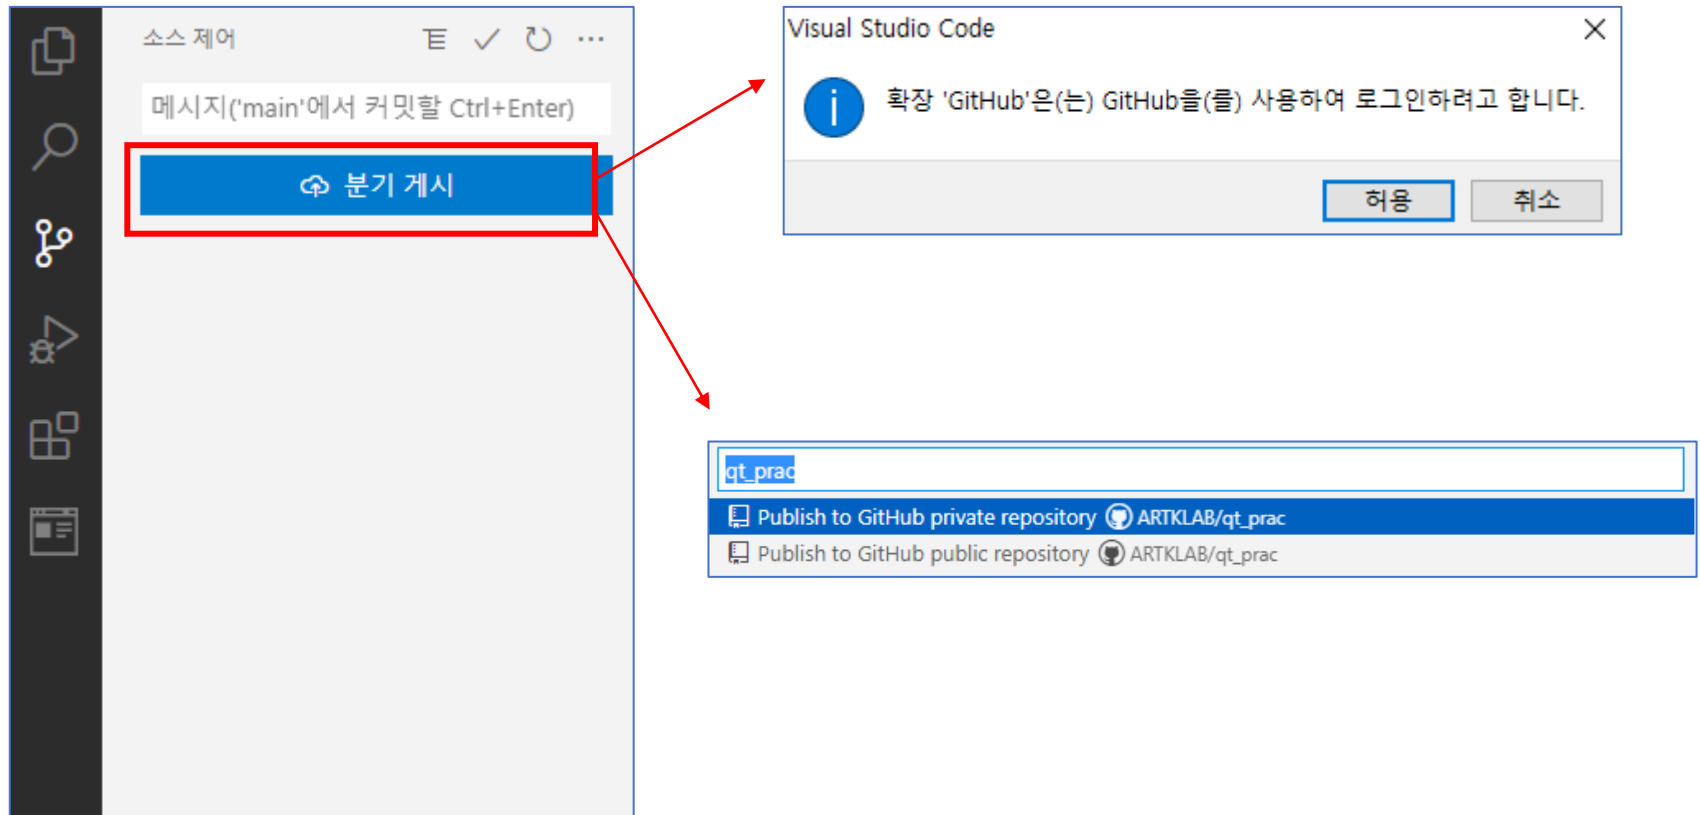 소스 제어
메시지('main'에서 커밋할 Ctrl+Enter)
분기 게시
Visual Studio Code
확장 'GitHub'은(는) GitHub을(를) 사용하여 로그인하려고 합니다.
허용
취소
qt_prac
Publish to GitHub private repository ARTKLAB/qt_prac
Publish to GitHub public repository ARTKLAB/qt_prac